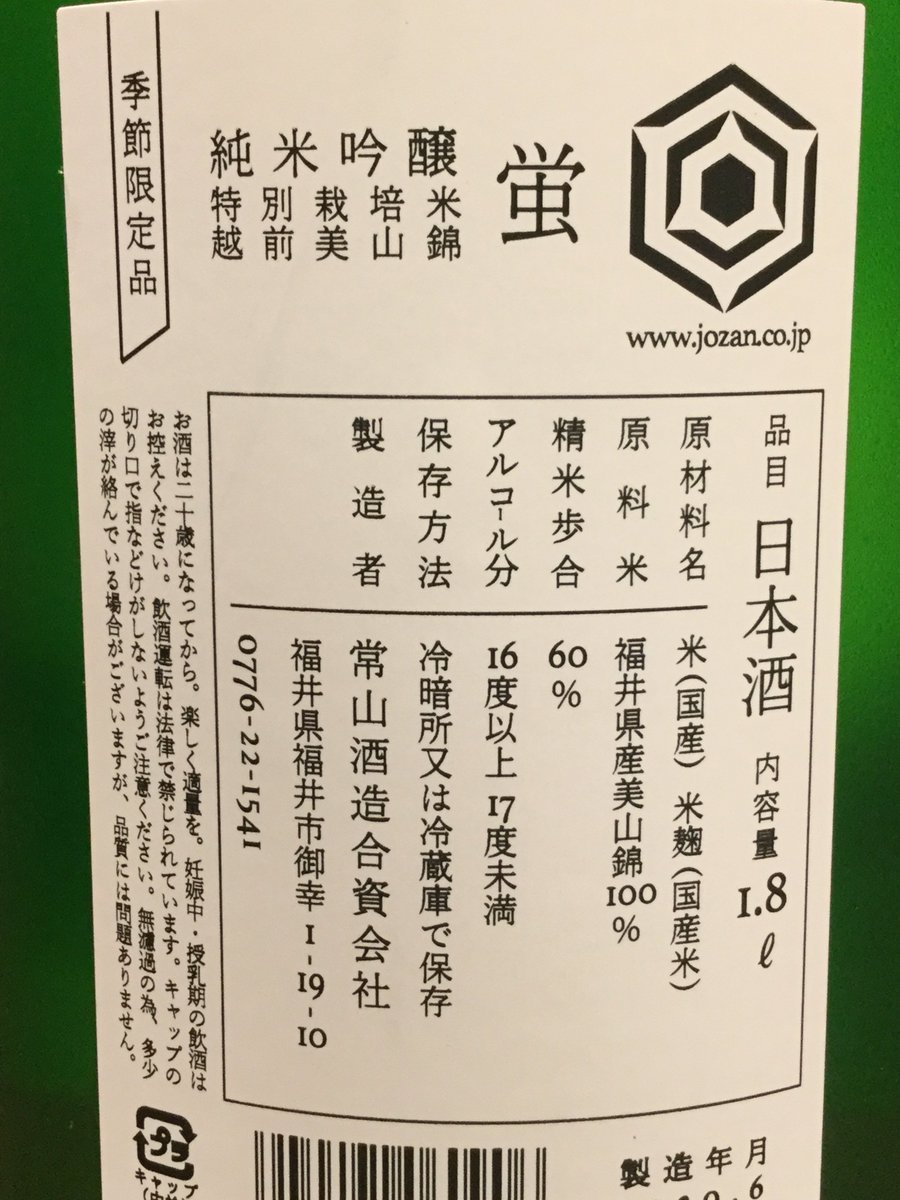 www.jozan.co.jp
蛍
純米吟醸
特別栽培米
越前美山錦
季節限定品
品目 日本酒 内容量 1.8ℓ
原材料名 米(国産) 米麹(国産米)
原料米 福井県産美山錦100%
精米歩合 60%
アルコール分 16度以上17度未満
保存方法 冷暗所又は冷蔵庫で保存
製造者 常山酒造合資会社
福井県福井市御幸 1-19-10
0776-22-1541
お酒は二十歳になってから。楽しく適量を。妊娠中・授乳期の飲酒は
お控えください。飲酒運転は法律で禁じられています。キャップの
切り口で指などけがしないようご注意ください。無濾過の為、多少
の滓が絡んでいる場合がございますが、品質には問題ありません。
プラ
キャップ
製造年月